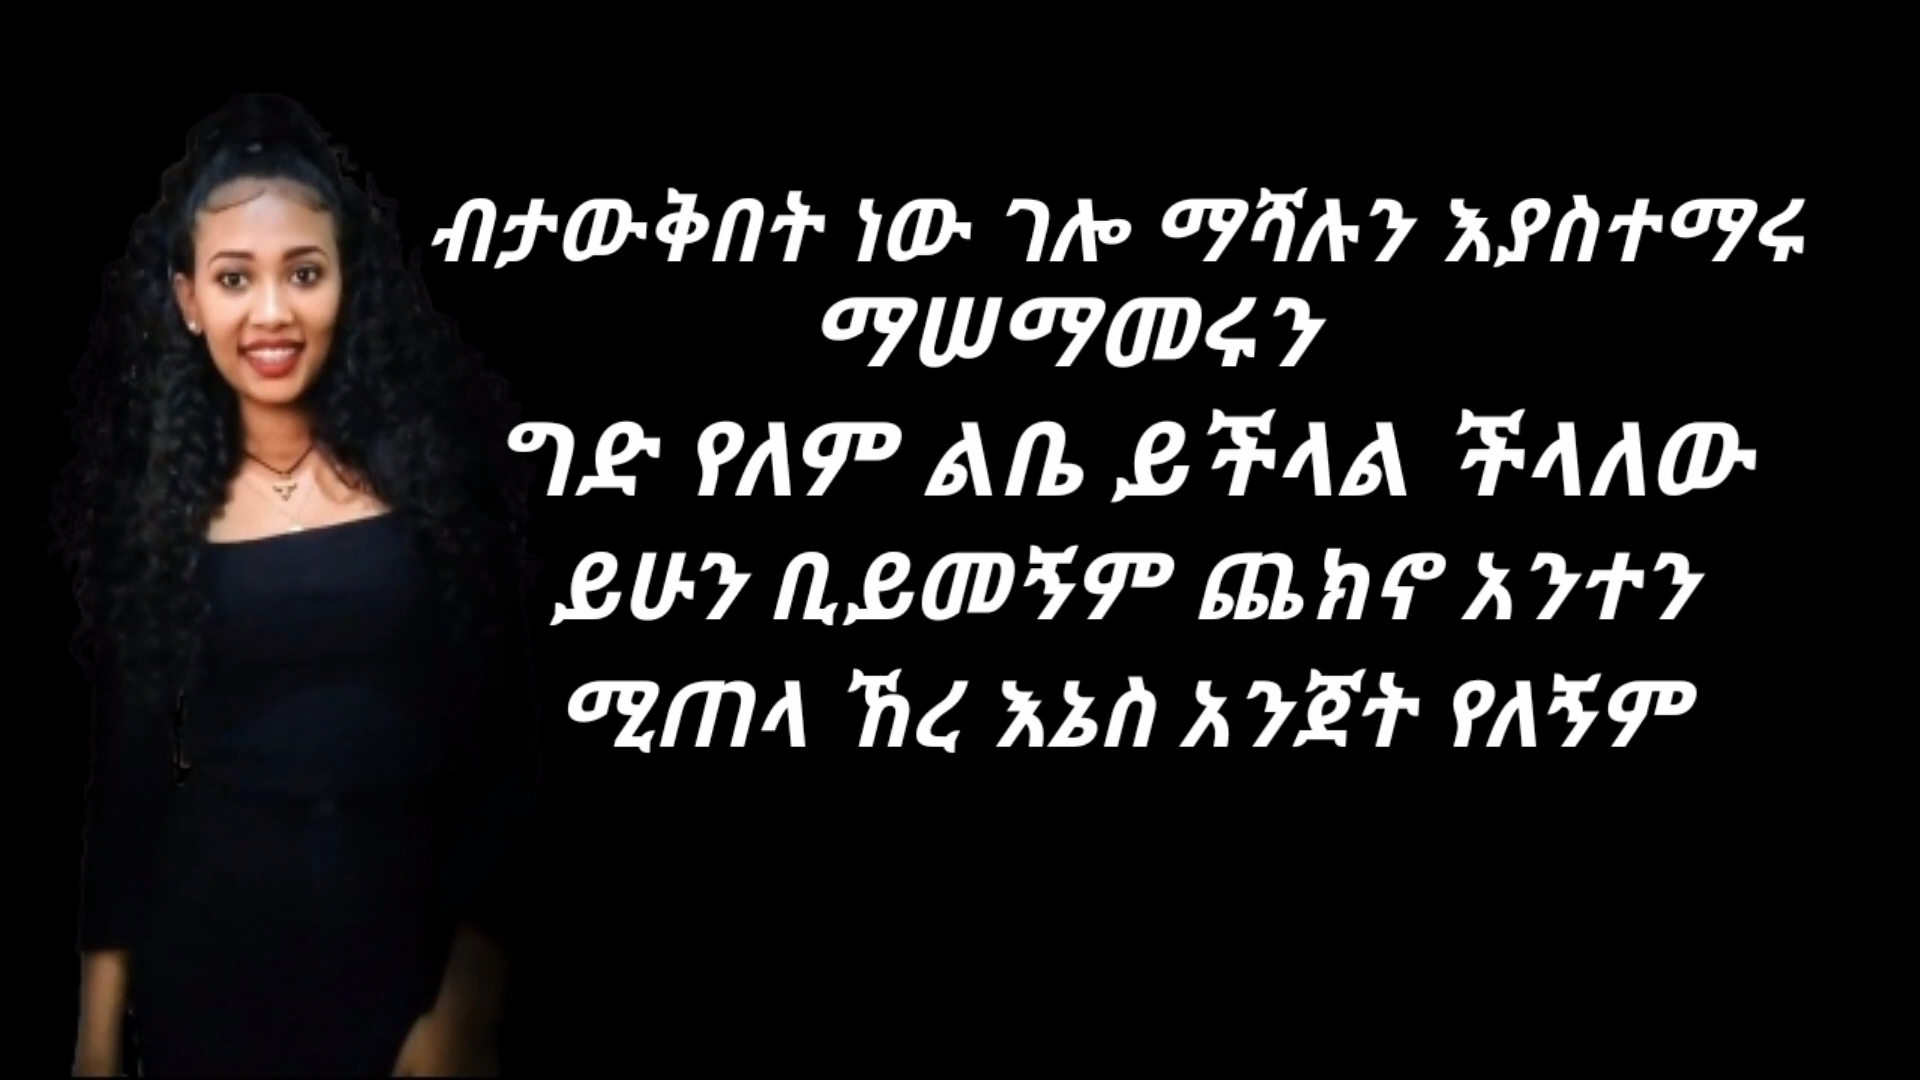 ብታውቅበት ነው ገሎ ማሻሉን እያስተማሩ
ማሠማመሩን
ግድ የለም ልቤ ይችላል ችላለው
ይሁን ቢይመኝም ጨክኖ አንተን
ሚጠላ ኸረ እኔስ አንጀት የለኝም